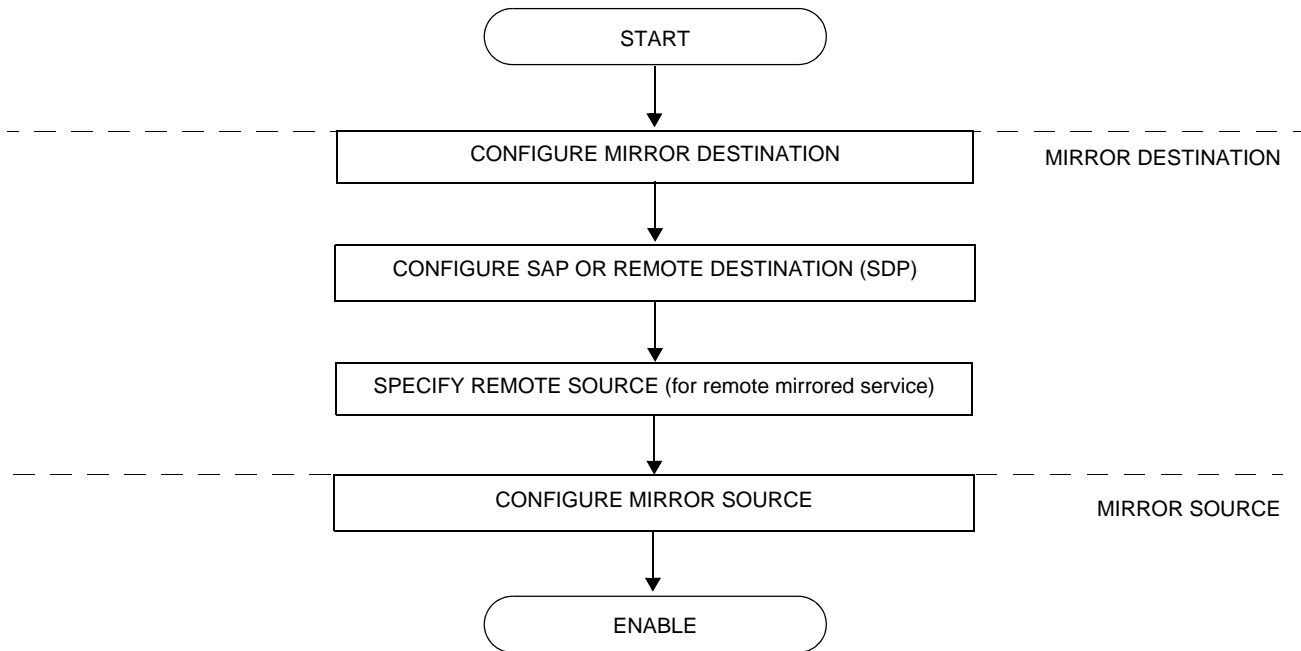 START
CONFIGURE MIRROR DESTINATION
MIRROR DESTINATION
CONFIGURE SAP OR REMOTE DESTINATION (SDP)
SPECIFY REMOTE SOURCE (for remote mirrored service)
CONFIGURE MIRROR SOURCE
MIRROR SOURCE
ENABLE